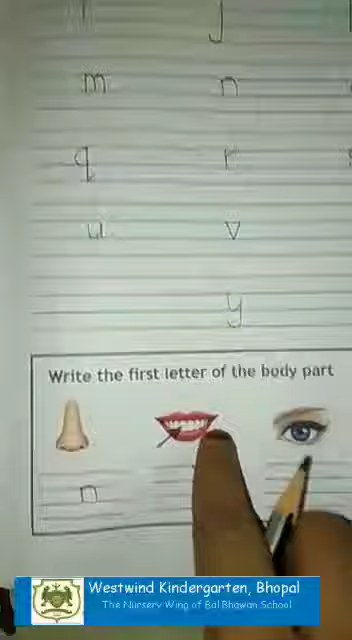 j
m n
q r
u v
y
Write the first letter of the body part
n
Westwind Kindergarten, Bhopal
The Nursery Wing of Bal Bhawan School